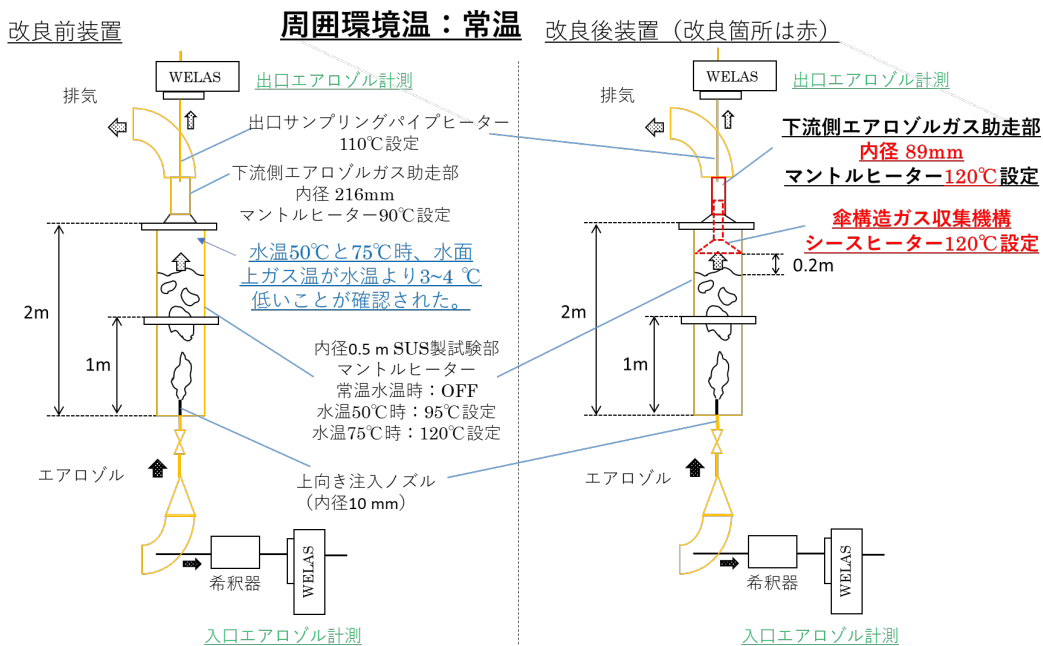 周囲環境温：常温
改良前装置
WELAS
出口エアロゾル計測
排気
出口サンプリングパイプヒーター
110℃設定
下流側エアロゾルガス助走部
内径 216mm
マントルヒーター90℃設定
水温50℃と75℃時、水面
上ガス温が水温より3~4 ℃
低いことが確認された。
2m
1m
内径0.5 m SUS製試験部
マントルヒーター
常温水温時：OFF
水温50℃時：95℃設定
水温75℃時：120℃設定
エアロゾル
上向き注入ノズル
（内径10 mm）
希釈器
WELAS
入口エアロゾル計測
改良後装置（改良箇所は赤）
WELAS
出口エアロゾル計測
排気
下流側エアロゾルガス助走部
内径 89mm
マントルヒーター120℃設定
傘構造ガス収集機構
シースヒーター120℃設定
0.2m
2m
1m
エアロゾル
希釈器
WELAS
入口エアロゾル計測